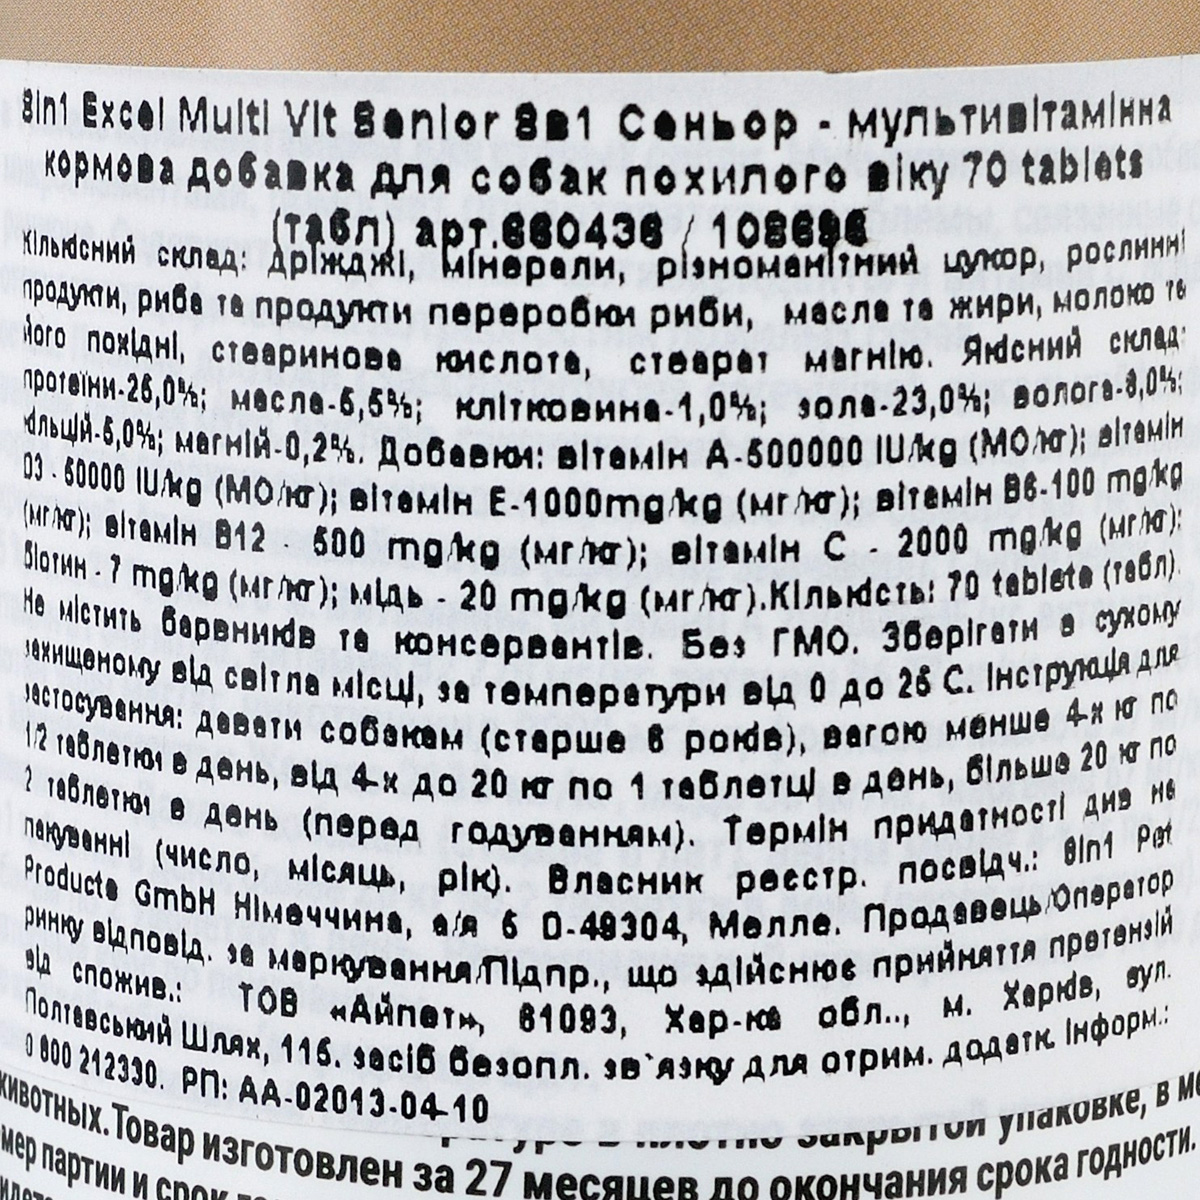 8in1 Excel Multi Vit Senior 8в1 Сеньор - мультивітамінна
кормова добавка для собак похилого віку 70 tablets
(табл) арт.660436 / 108696
Кількісний склад: дріжджі, мінерали, різноманітний цукор, рослинні
продукти, риба та продукти переробки риби, масла та жири, молоко та
його похідні, стеаринова кислота, стеарат магнію. Якісний склад:
протеїни-25,0%; масла-5,5%; клітковина-1,0%; зола-23,0%; волога-8,0%;
кальцій-5,0%; магній-0,2%. Добавки: вітамін А-500000 IU/kg (МО/кг); вітамін
D3 - 50000 IU/kg (МО/кг); вітамін Е-1000mg/kg (мг/кг); вітамін В6-100 mg/kg
(мг/кг); вітамін В12 - 500 mg/kg (мг/кг); вітамін С - 2000 mg/kg (мг/кг);
біотин - 7 mg/kg (мг/кг); мідь - 20 mg/kg (мг/кг).Кількість: 70 tablets (табл).
Не містить барвників та консервантів. Без ГМО. Зберігати в сухому
захищеному від світла місці, за температури від 0 до 25 С. Інструкція для
застосування: давати собакам (старше 6 років), вагою менше 4-х кг по
1/2 таблетки в день, від 4-х до 20 кг по 1 таблетці в день, більше 20 кг по
2 таблетки в день (перед годуванням). Термін придатності див на
пакуванні (число, місяць, рік). Власник реєстр. посвідч.: 8in1 Pet
Products GmbH Німеччина, а/я 6 D-49304, Мелле. Продавець/Оператор
ринку відповід. за маркування/Підпр., що здійснює прийняття претензій
від спожив.: ТОВ «Айпет», 61093, Хар-ка обл.., м. Харків, вул.
Полтавський Шлях, 115. засіб безопл. зв`язку для отрим. додатк. інформ.:
0 800 212330. РП: АА-02013-04-10
животных. Товар изготовлен за 27 месяцев до окончания срока годности.
в плотно закрытой упаковке, в
партии и срок